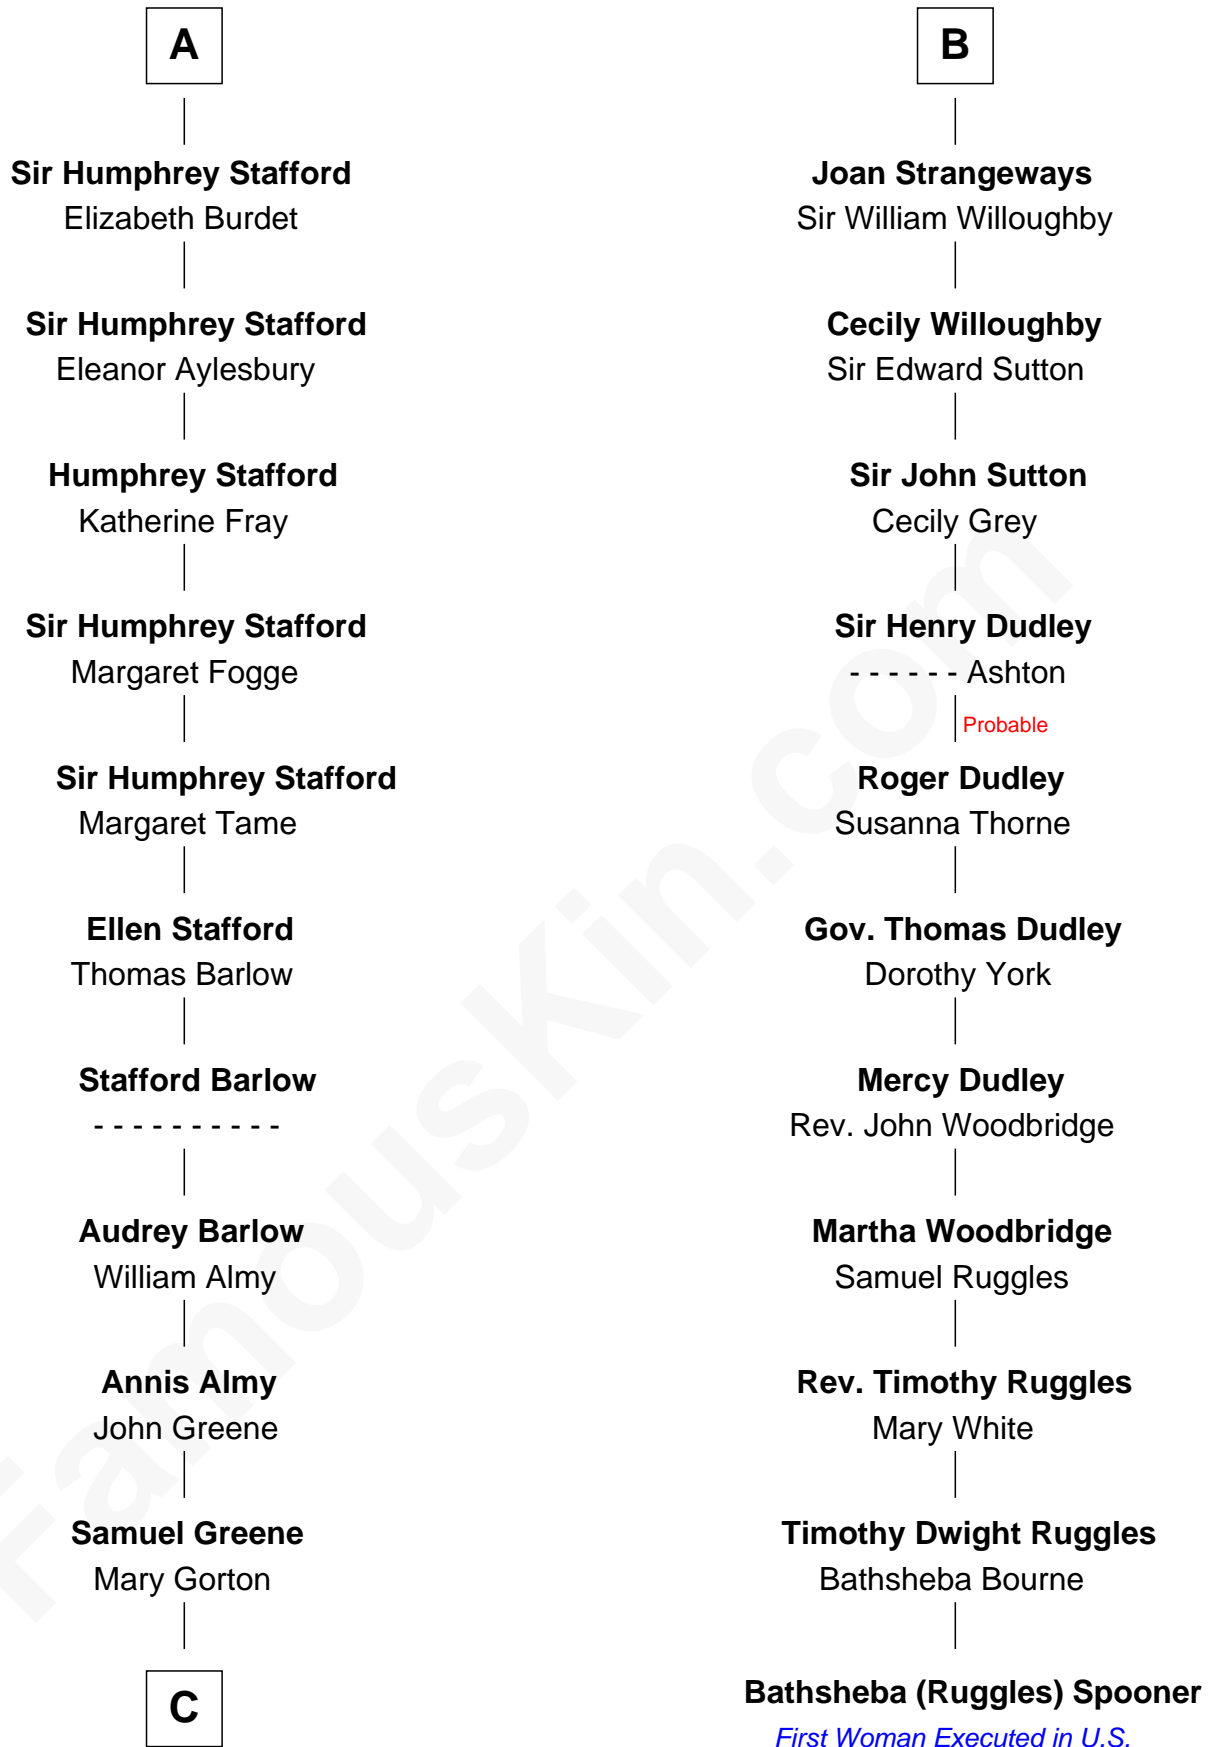 A
Sir Humphrey Stafford
Elizabeth Burdet
Sir Humphrey Stafford
Eleanor Aylesbury
Humphrey Stafford
Katherine Fray
Sir Humphrey Stafford
Margaret Fogge
Sir Humphrey Stafford
Margaret Tame
Ellen Stafford
Thomas Barlow
Stafford Barlow
- - - - - - - - - -
Audrey Barlow
William Almy
Annis Almy
John Greene
Samuel Greene
Mary Gorton
C
B
Joan Strangeways
Sir William Willoughby
Cecily Willoughby
Sir Edward Sutton
Sir John Sutton
Cecily Grey
Sir Henry Dudley
- - - - - - Ashton
Probable
Roger Dudley
Susanna Thorne
Gov. Thomas Dudley
Dorothy York
Mercy Dudley
Rev. John Woodbridge
Martha Woodbridge
Samuel Ruggles
Rev. Timothy Ruggles
Mary White
Timothy Dwight Ruggles
Bathsheba Bourne
Bathsheba (Ruggles) Spooner
First Woman Executed in U.S.
FamousKin.com